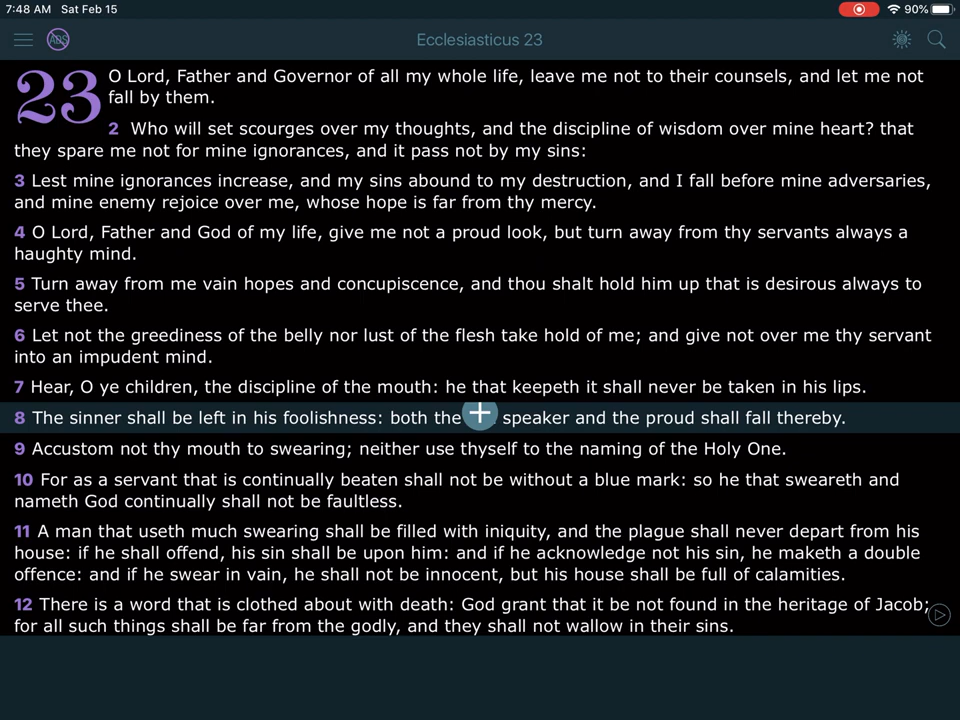 7:48 AM Sat Feb 15
90%
ABS
Ecclesiasticus 23
23 O Lord, Father and Governor of all my whole life, leave me not to their counsels, and let me not
fall by them.
2 Who will set scourges over my thoughts, and the discipline of wisdom over mine heart? that
they spare me not for mine ignorances, and it pass not by my sins:
3 Lest mine ignorances increase, and my sins abound to my destruction, and I fall before mine adversaries,
and mine enemy rejoice over me, whose hope is far from thy mercy.
4 O Lord, Father and God of my life, give me not a proud look, but turn away from thy servants always a
haughty mind.
5 Turn away from me vain hopes and concupiscence, and thou shalt hold him up that is desirous always to
serve thee.
6 Let not the greediness of the belly nor lust of the flesh take hold of me; and give not over me thy servant
into an impudent mind.
7 Hear, O ye children, the discipline of the mouth: he that keepeth it shall never be taken in his lips.
8 The sinner shall be left in his foolishness: both the speaker and the proud shall fall thereby.
9 Accustom not thy mouth to swearing; neither use thyself to the naming of the Holy One.
10 For as a servant that is continually beaten shall not be without a blue mark: so he that sweareth and
nameth God continually shall not be faultless.
11 A man that useth much swearing shall be filled with iniquity, and the plague shall never depart from his
house: if he shall offend, his sin shall be upon him: and if he acknowledge not his sin, he maketh a double
offence: and if he swear in vain, he shall not be innocent, but his house shall be full of calamities.
12 There is a word that is clothed about with death: God grant that it be not found in the heritage of Jacob;
for all such things shall be far from the godly, and they shall not wallow in their sins.